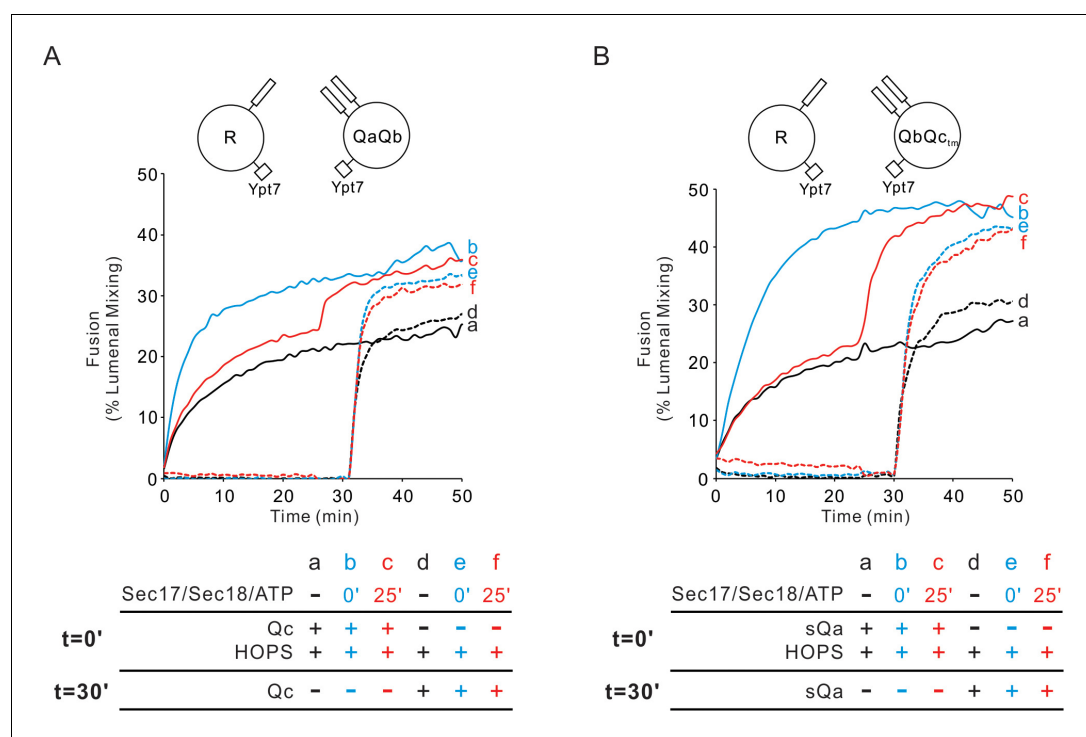 A
R
QaQb
Ypt7
Ypt7
50
40
30
20
10
0
Fusion
(% Lumenal Mixing)
b
c
e
f
d
a
0 10 20 30 40 50
Time (min)
a b c d e f
Sec17/Sec18/ATP - 0' 25' - 0' 25'
t=0'
Qc + + + - - -
HOPS + + + + + +
t=30' Qc - - - + + +
B
R
QbQctm
Ypt7
Ypt7
50
40
30
20
10
0
Fusion
(% Lumenal Mixing)
c
b
e
f
d
a
0 10 20 30 40 50
Time (min)
a b c d e f
Sec17/Sec18/ATP - 0' 25' - 0' 25'
t=0'
sQa + + + - - -
HOPS + + + + + +
t=30' sQa - - - + + +